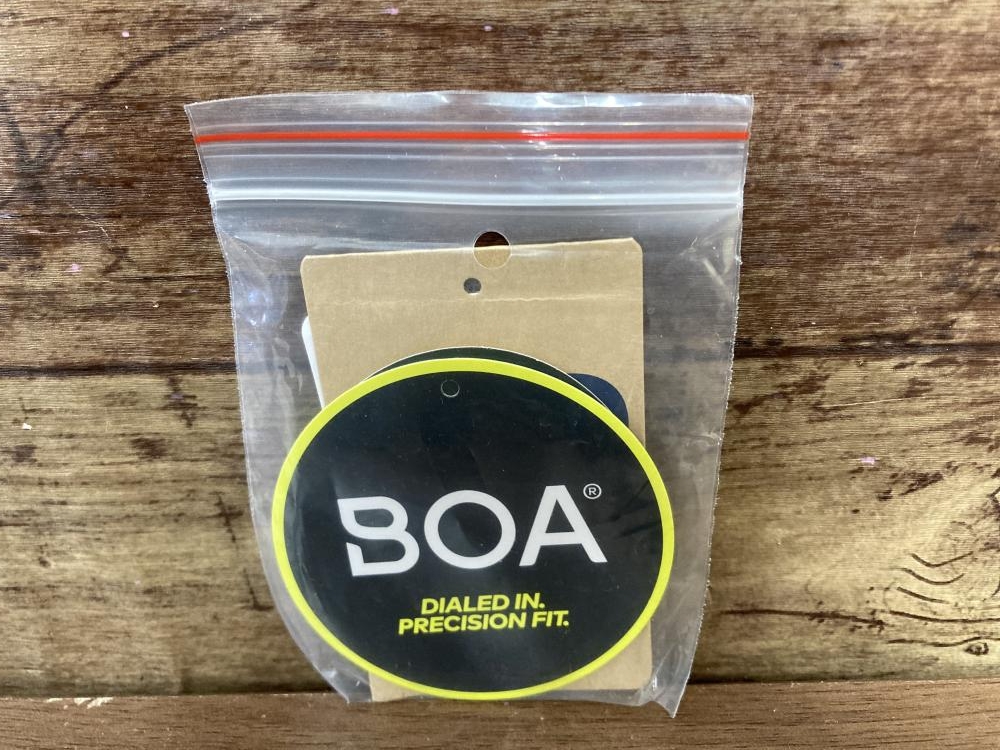 BOA®
DIALED IN.
PRECISION FIT.